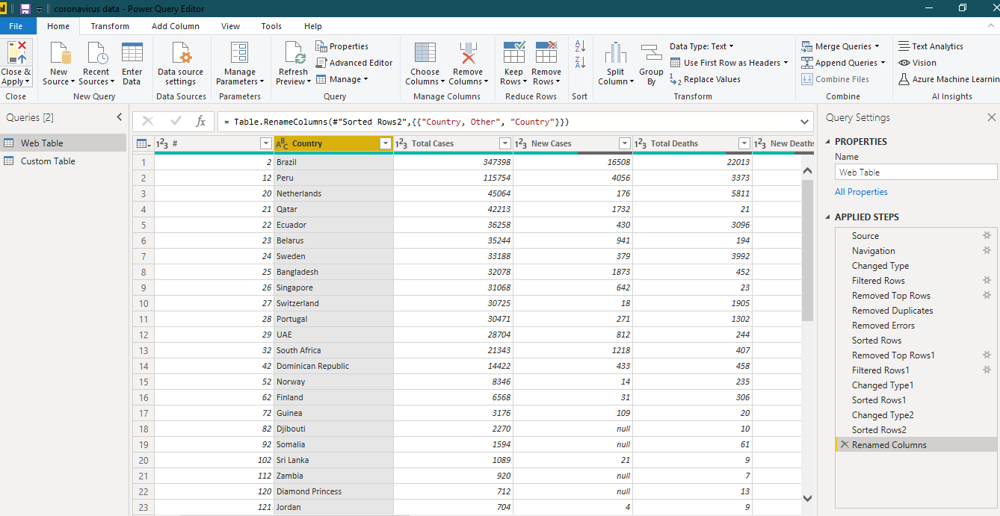 coronavirus data - Power Query Editor
File Home Transform Add Column View Tools Help
Close & Apply
New Source
Recent Sources
Enter Data
Data source settings
Manage Parameters
Refresh Preview
Properties
Advanced Editor
Manage
Choose Columns
Remove Columns
Keep Rows
Remove Rows
Split Column
Group By
Data Type: Text
Use First Row as Headers
Replace Values
Merge Queries
Append Queries
Combine Files
Text Analytics
Vision
Azure Machine Learnin
Close New Query Data Sources Parameters Query Manage Columns Reduce Rows Sort Transform Combine AI Insights
Queries [2]
Web Table
Custom Table
fx = Table.RenameColumns(#"Sorted Rows2",{{"Country, Other", "Country"}})
123 # ABC Country 123 Total Cases 123 New Cases 123 Total Deaths 123 New Deaths
1 2 Brazil 347398 16508 22013
2 12 Peru 115754 4056 3373
3 20 Netherlands 45064 176 5811
4 21 Qatar 42213 1732 21
5 22 Ecuador 36258 430 3096
6 23 Belarus 35244 941 194
7 24 Sweden 33188 379 3992
8 25 Bangladesh 32078 1873 452
9 26 Singapore 31068 642 23
10 27 Switzerland 30725 18 1905
11 28 Portugal 30471 271 1302
12 29 UAE 28704 812 244
13 32 South Africa 21343 1218 407
14 42 Dominican Republic 14422 433 458
15 52 Norway 8346 14 235
16 62 Finland 6568 31 306
17 72 Guinea 3176 109 20
18 82 Djibouti 2270 null 10
19 92 Somalia 1594 null 61
20 102 Sri Lanka 1089 21 9
21 112 Zambia 920 null 7
22 120 Diamond Princess 712 null 13
23 121 Jordan 704 4 9
Query Settings
PROPERTIES
Name
Web Table
All Properties
APPLIED STEPS
Source
Navigation
Changed Type
Filtered Rows
Removed Top Rows
Removed Duplicates
Removed Errors
Sorted Rows
Removed Top Rows1
Filtered Rows1
Changed Type1
Sorted Rows1
Changed Type2
Sorted Rows2
Renamed Columns